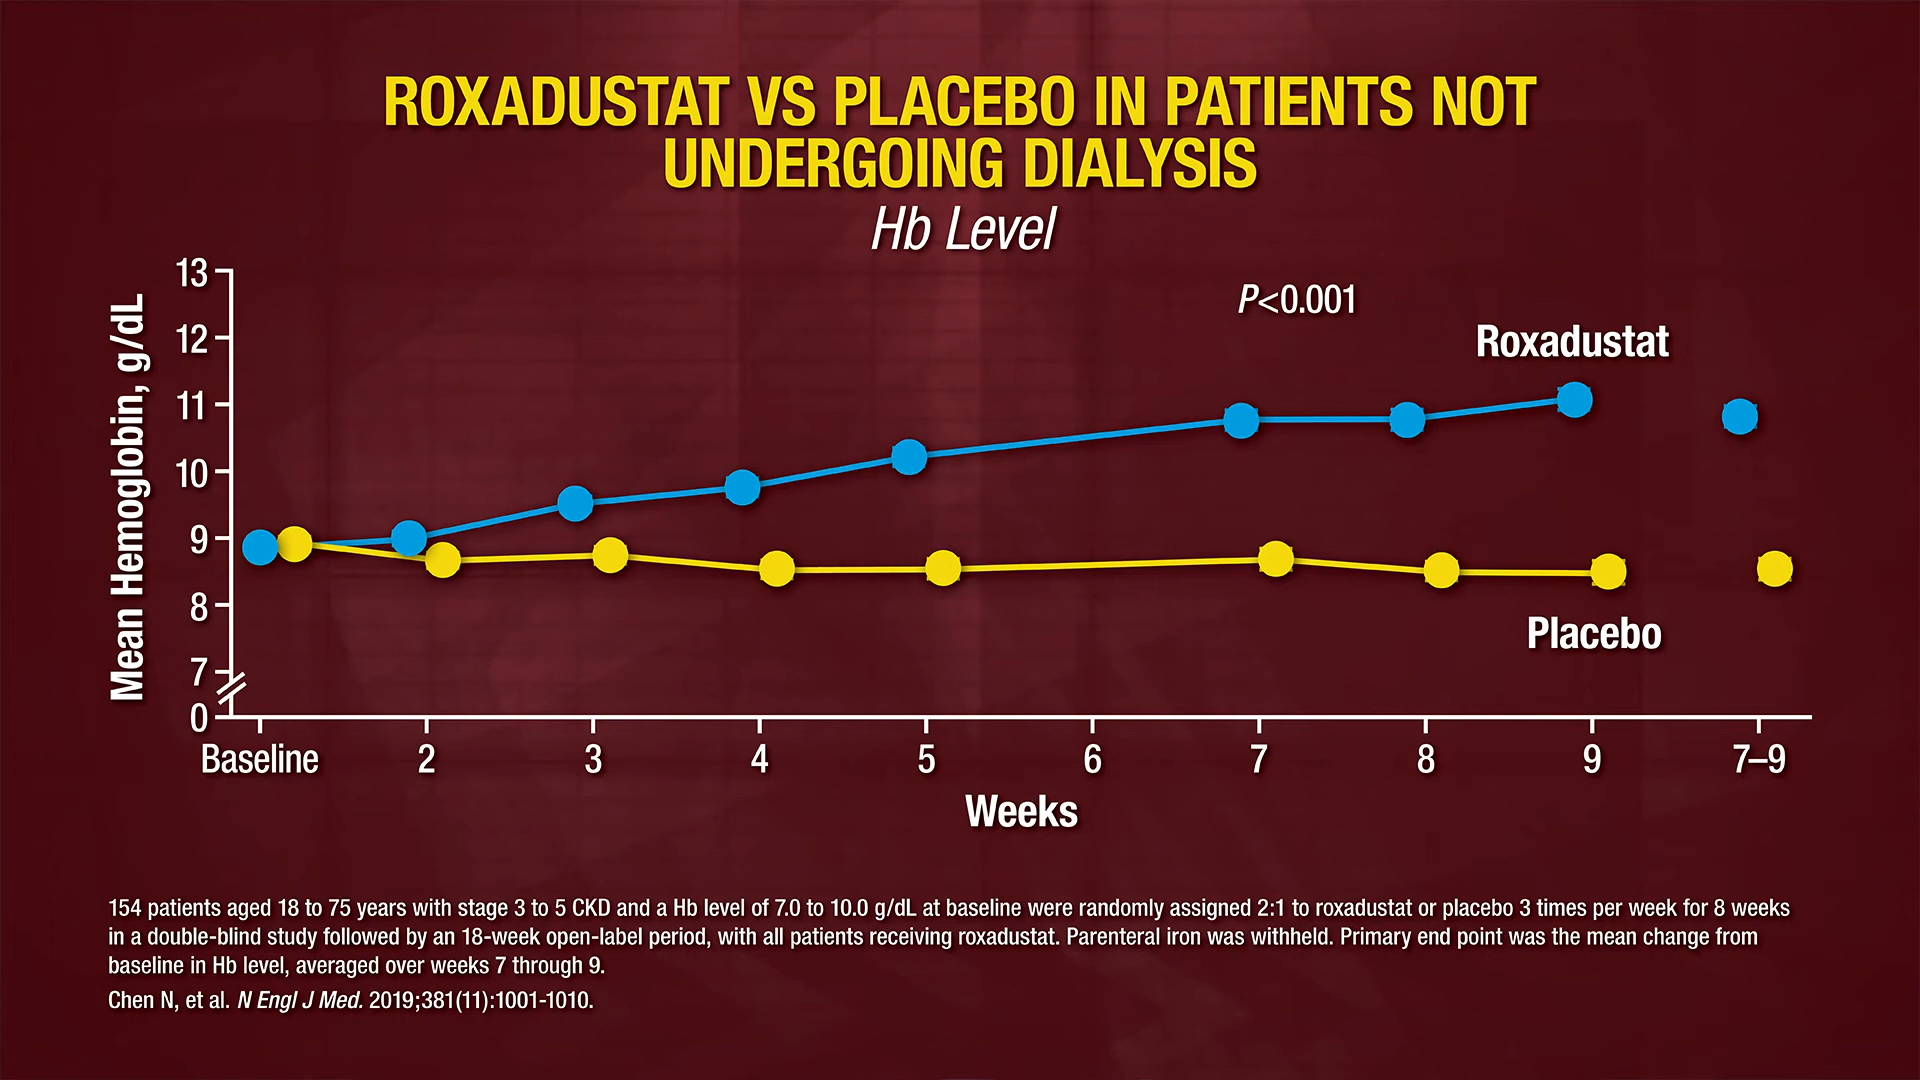 ROXADUSTAT VS PLACEBO IN PATIENTS NOT
UNDERGOING DIALYSIS
Hb Level
P<0.001
Roxadustat
Placebo
Mean Hemoglobin, g/dL
13
12
11
10
9
8
7
0
Baseline 2 3 4 5 6 7 8 9 7–9
Weeks
154 patients aged 18 to 75 years with stage 3 to 5 CKD and a Hb level of 7.0 to 10.0 g/dL at baseline were randomly assigned 2:1 to roxadustat or placebo 3 times per week for 8 weeks
in a double-blind study followed by an 18-week open-label period, with all patients receiving roxadustat. Parenteral iron was withheld. Primary end point was the mean change from
baseline in Hb level, averaged over weeks 7 through 9.
Chen N, et al. N Engl J Med. 2019;381(11):1001-1010.